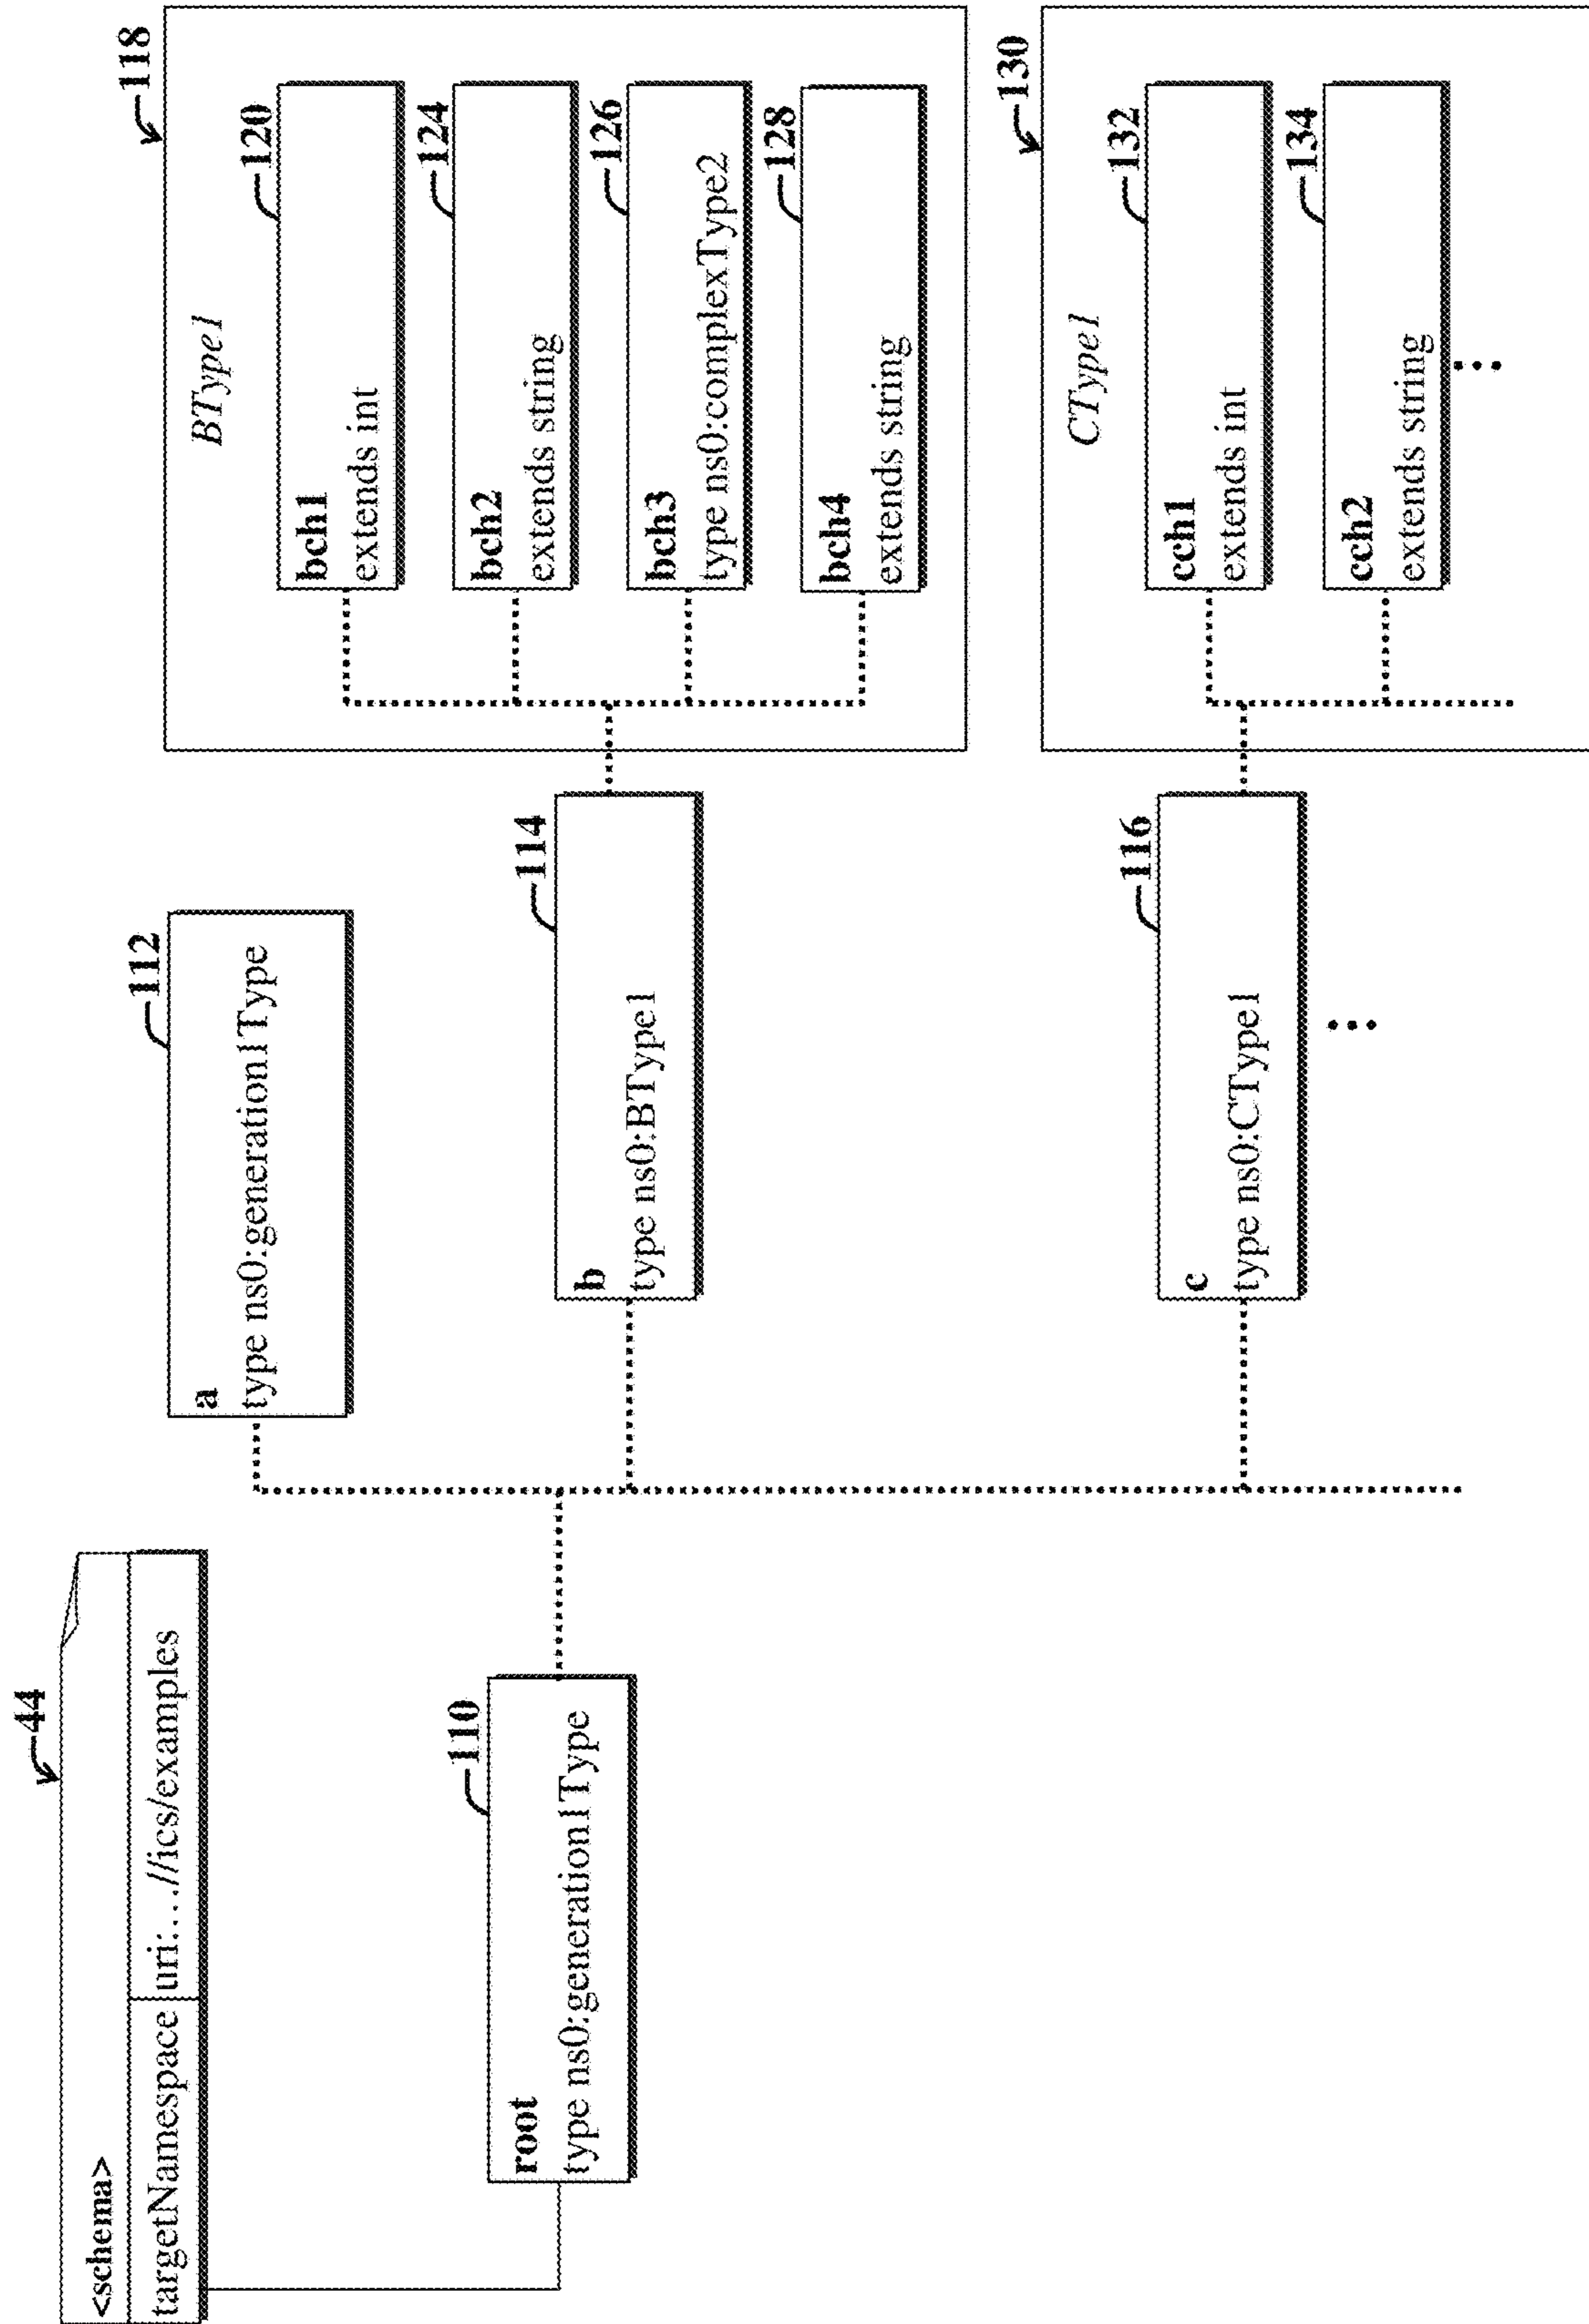 44
<schema>
targetNamespace uri:…//ics/examples
110
root
type ns0:generation1Type
112
a
type ns0:generation1Type
114
b
type ns0:BType1
116
c
type ns0:CType1
...
118
BType1
120
bch1
extends int
124
bch2
extends string
126
bch3
type ns0:complexType2
128
bch4
extends string
130
CType1
132
cch1
extends int
134
cch2
extends string
...